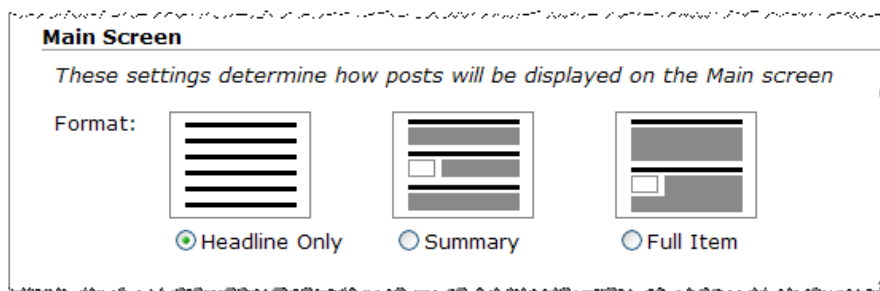 Main Screen
These settings determine how posts will be displayed on the Main screen
Format:
Headline Only Summary Full Item